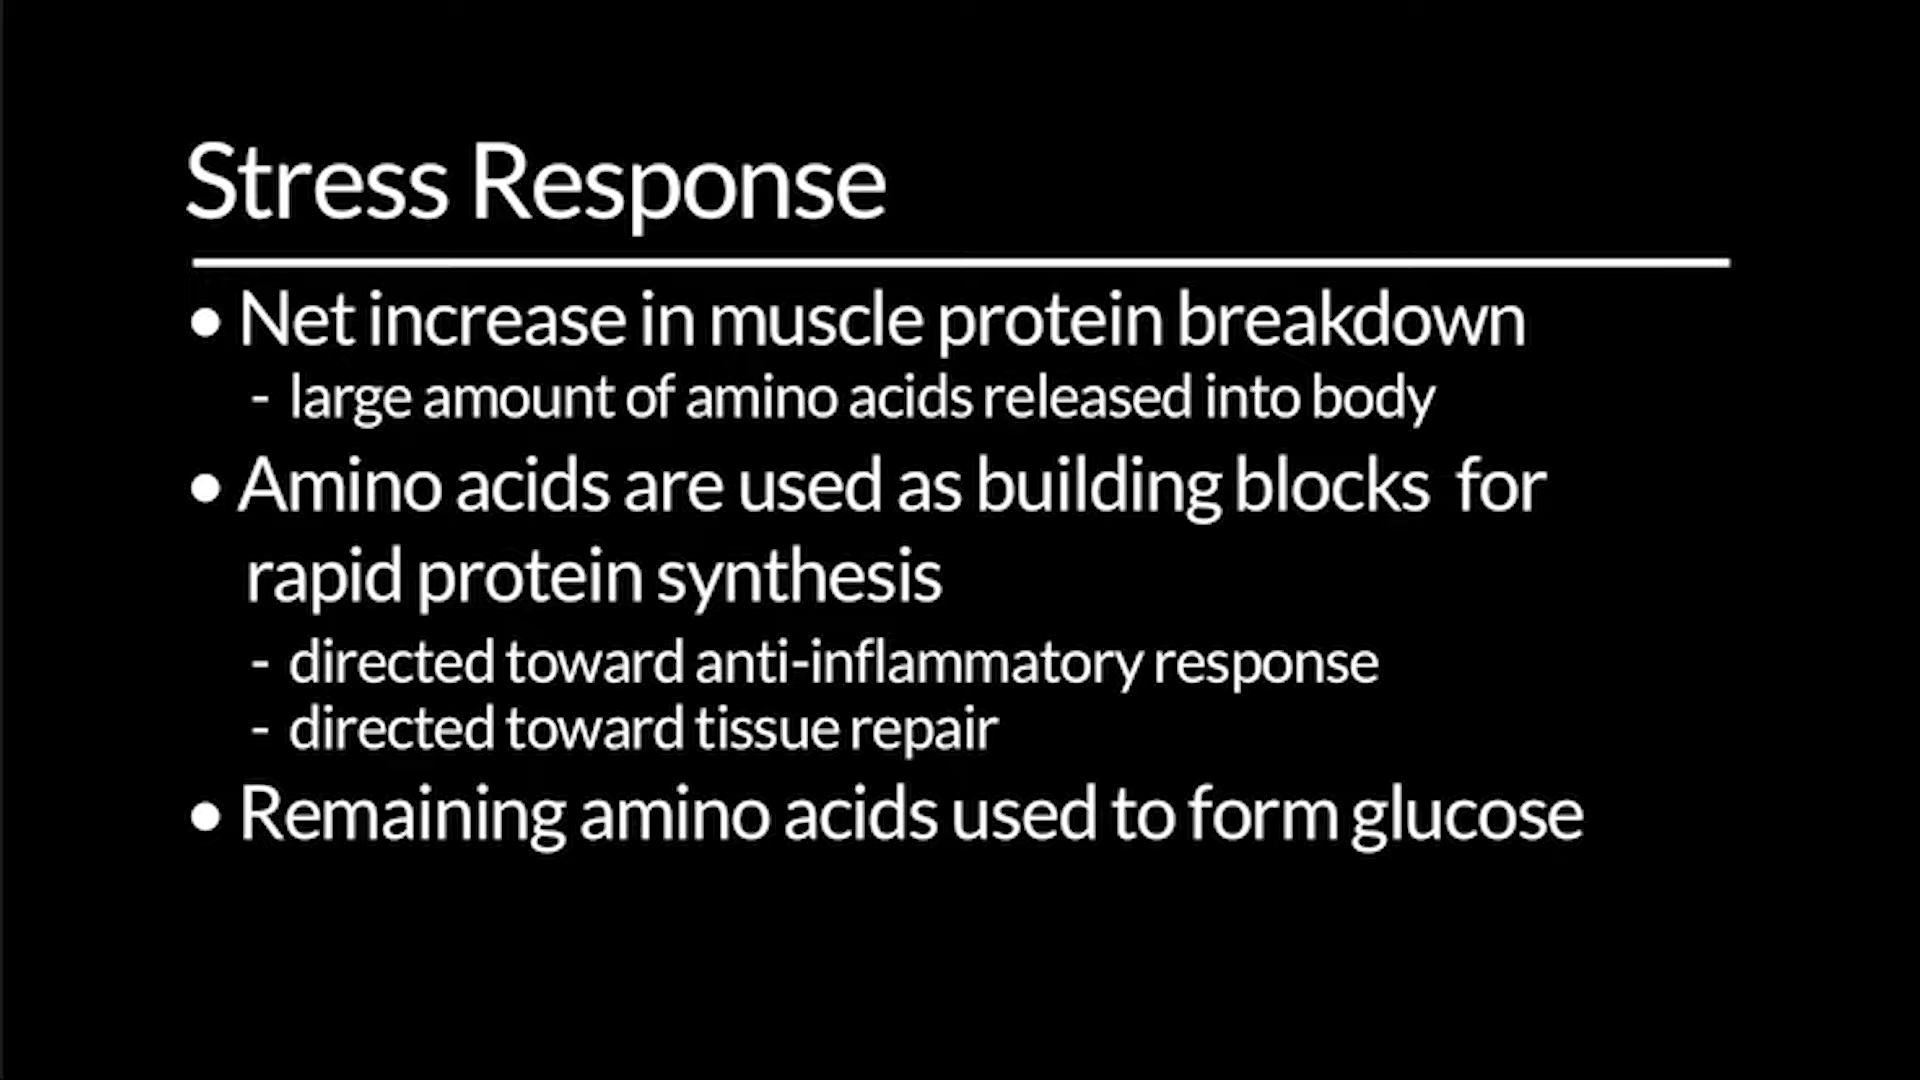 Stress Response
• Net increase in muscle protein breakdown
- large amount of amino acids released into body
• Amino acids are used as building blocks  for
rapid protein synthesis
- directed toward anti-inflammatory response
- directed toward tissue repair
• Remaining amino acids used to form glucose